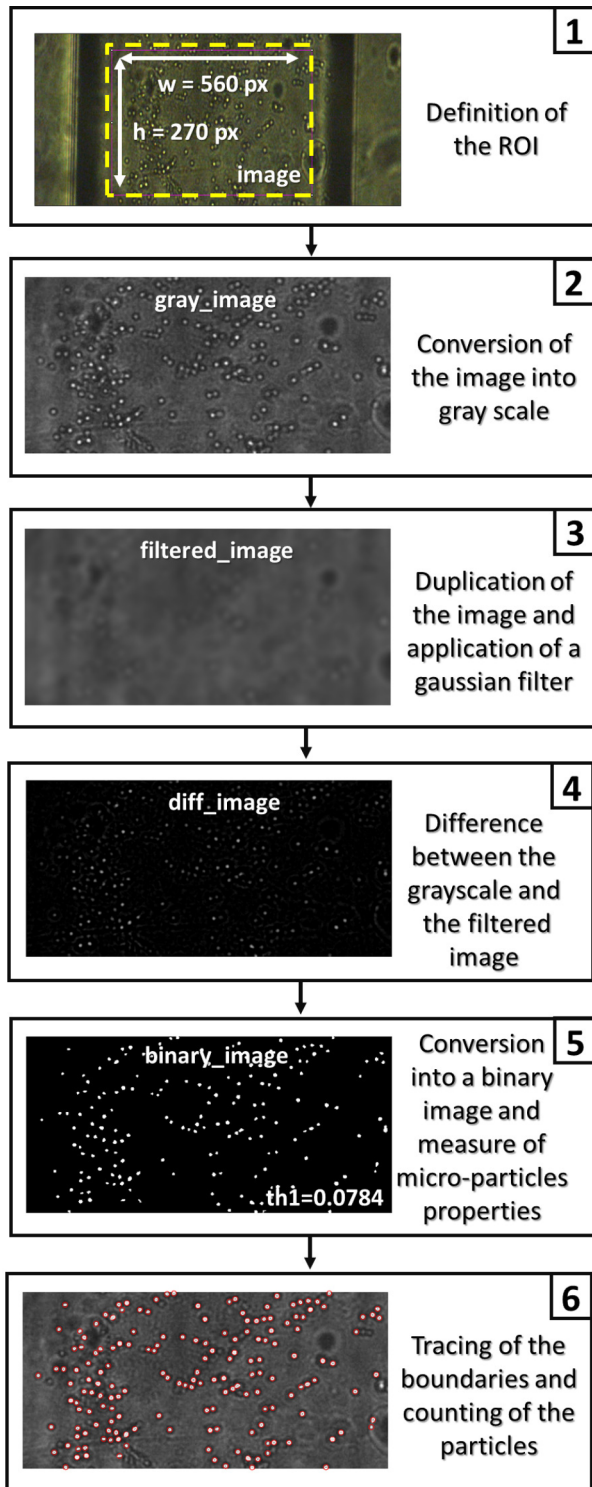 1
w = 560 px
h = 270 px
image
Definition of
the ROI
2
gray_image
Conversion of
the image into
gray scale
3
filtered_image
Duplication of
the image and
application of a
gaussian filter
4
diff_image
Difference
between the
grayscale and
the filtered
image
5
binary_image
th1=0.0784
Conversion
into a binary
image and
measure of
micro-particles
properties
6
Tracing of the
boundaries and
counting of the
particles